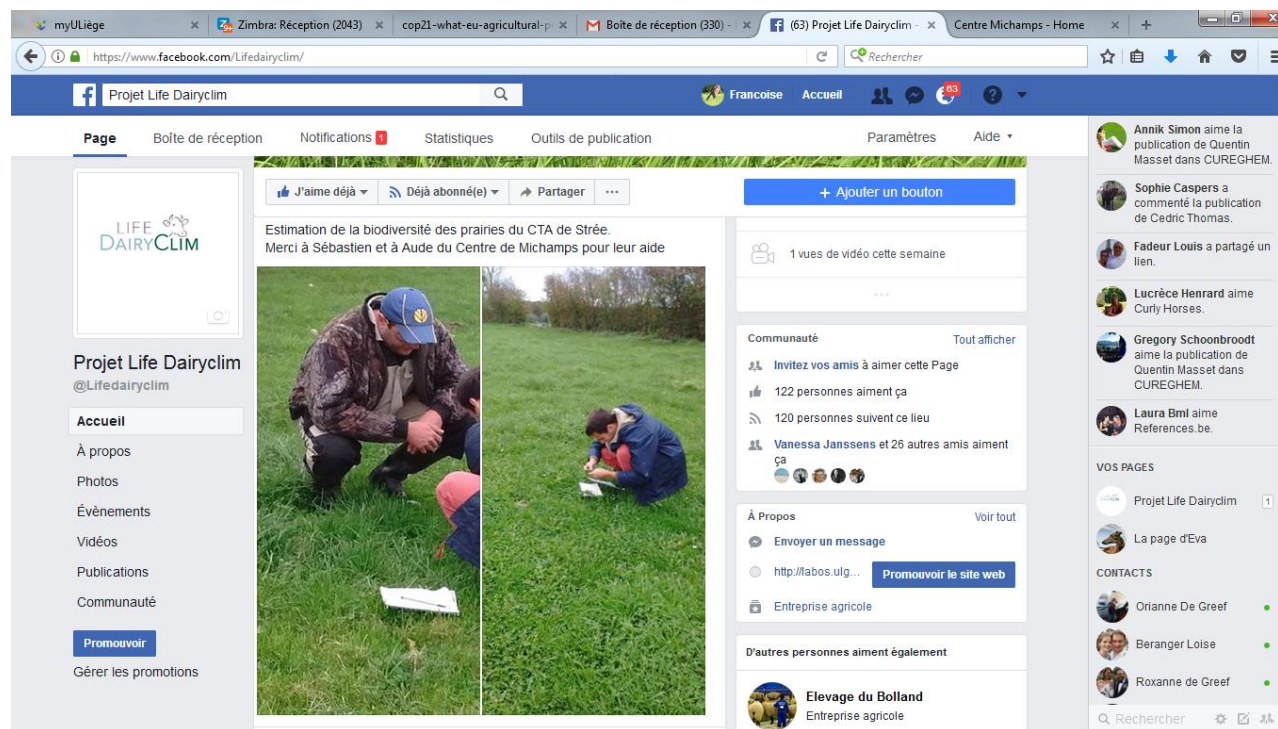 myULiège
Zimbra: Réception (2043)
cop21-what-eu-agricultural-p
Boîte de réception (330) -
(63) Projet Life Dairyclim -
Centre Michamps - Home
https://www.facebook.com/Lifedairyclim/
Rechercher
Projet Life Dairyclim
Francoise
Accueil
63
Page
Boîte de réception
Notifications 1
Statistiques
Outils de publication
Paramètres
Aide
LIFE
DAIRYCLIM
Projet Life Dairyclim
@Lifedairyclim
Accueil
À propos
Photos
Évènements
Vidéos
Publications
Communauté
Promouvoir
Gérer les promotions
J'aime déjà
Déjà abonné(e)
Partager
...
+ Ajouter un bouton
Estimation de la biodiversité des prairies du CTA de Strée.
Merci à Sébastien et à Aude du Centre de Michamps pour leur aide
1 vues de vidéo cette semaine
...
Communauté
Tout afficher
Invitez vos amis à aimer cette Page
122 personnes aiment ça
120 personnes suivent ce lieu
Vanessa Janssens et 26 autres amis aiment
ça
À Propos
Voir tout
Envoyer un message
http://labos.ulg...
Promouvoir le site web
Entreprise agricole
D'autres personnes aiment également
Elevage du Bolland
Entreprise agricole
Annik Simon aime la
publication de Quentin
Masset dans CUREGHEM.
Sophie Caspers a
commenté la publication
de Cedric Thomas.
Fadeur Louis a partagé un
lien.
Lucrèce Henrard aime
Curly Horses.
Gregory Schoonbroodt
aime la publication de
Quentin Masset dans
CUREGHEM.
Laura Bml aime
References.be.
VOS PAGES
Projet Life Dairyclim 1
La page d'Eva
CONTACTS
Orianne De Greef
Beranger Loise
Roxanne de Greef
Rechercher